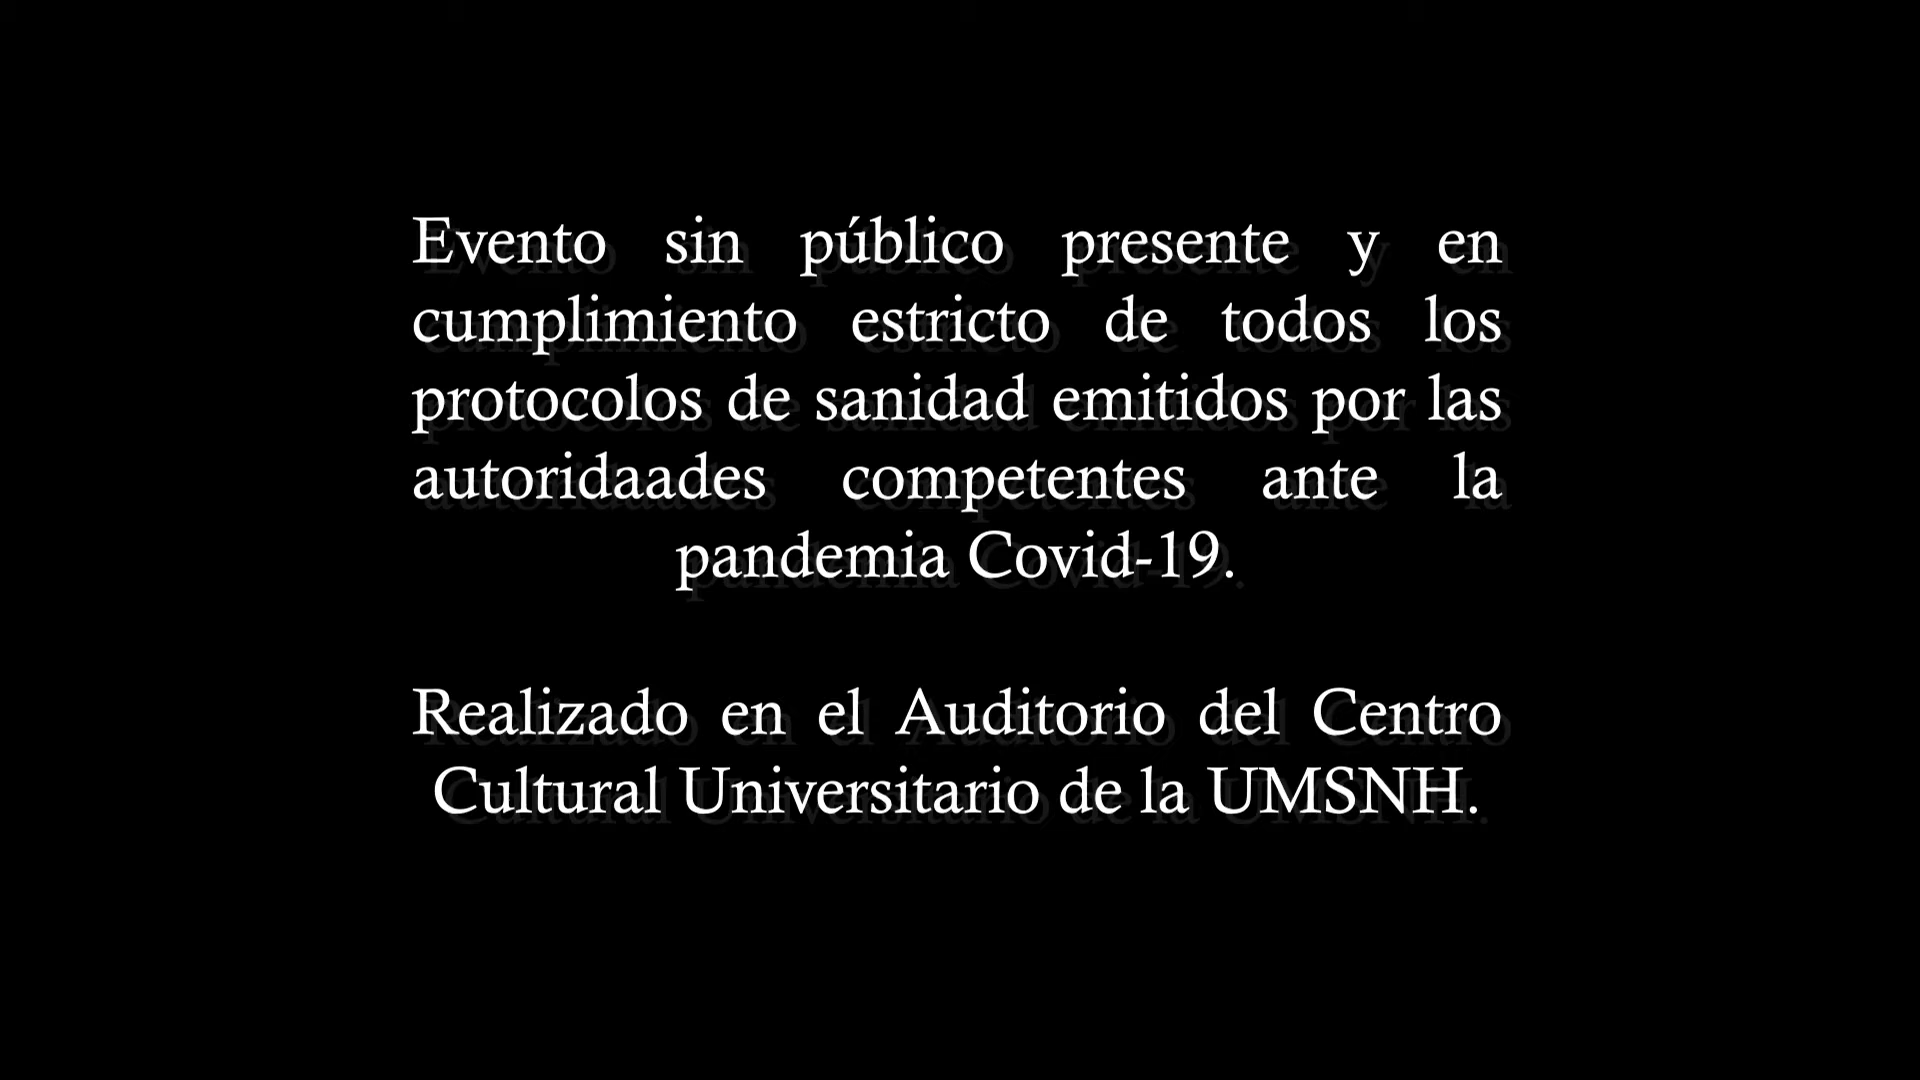 Evento sin público presente y en
cumplimiento estricto de todos los
protocolos de sanidad emitidos por las
autoridaades competentes ante la
pandemia Covid-19.
Realizado en el Auditorio del Centro
Cultural Universitario de la UMSNH.